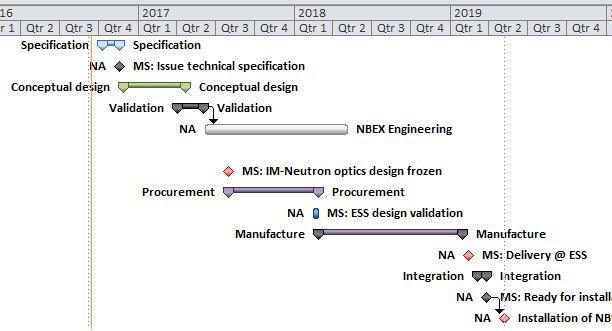 16 2017 2018 2019
r 1 Qtr 2 Qtr 3 Qtr 4 Qtr 1 Qtr 2 Qtr 3 Qtr 4 Qtr 1 Qtr 2 Qtr 3 Qtr 4 Qtr 1 Qtr 2 Qtr 3 Qtr 4
Specification Specification
NA MS: Issue technical specification
Conceptual design Conceptual design
Validation Validation
NA NBEX Engineering
MS: IM-Neutron optics design frozen
Procurement Procurement
NA MS: ESS design validation
Manufacture Manufacture
NA MS: Delivery @ ESS
Integration Integration
NA MS: Ready for install
NA Installation of NB